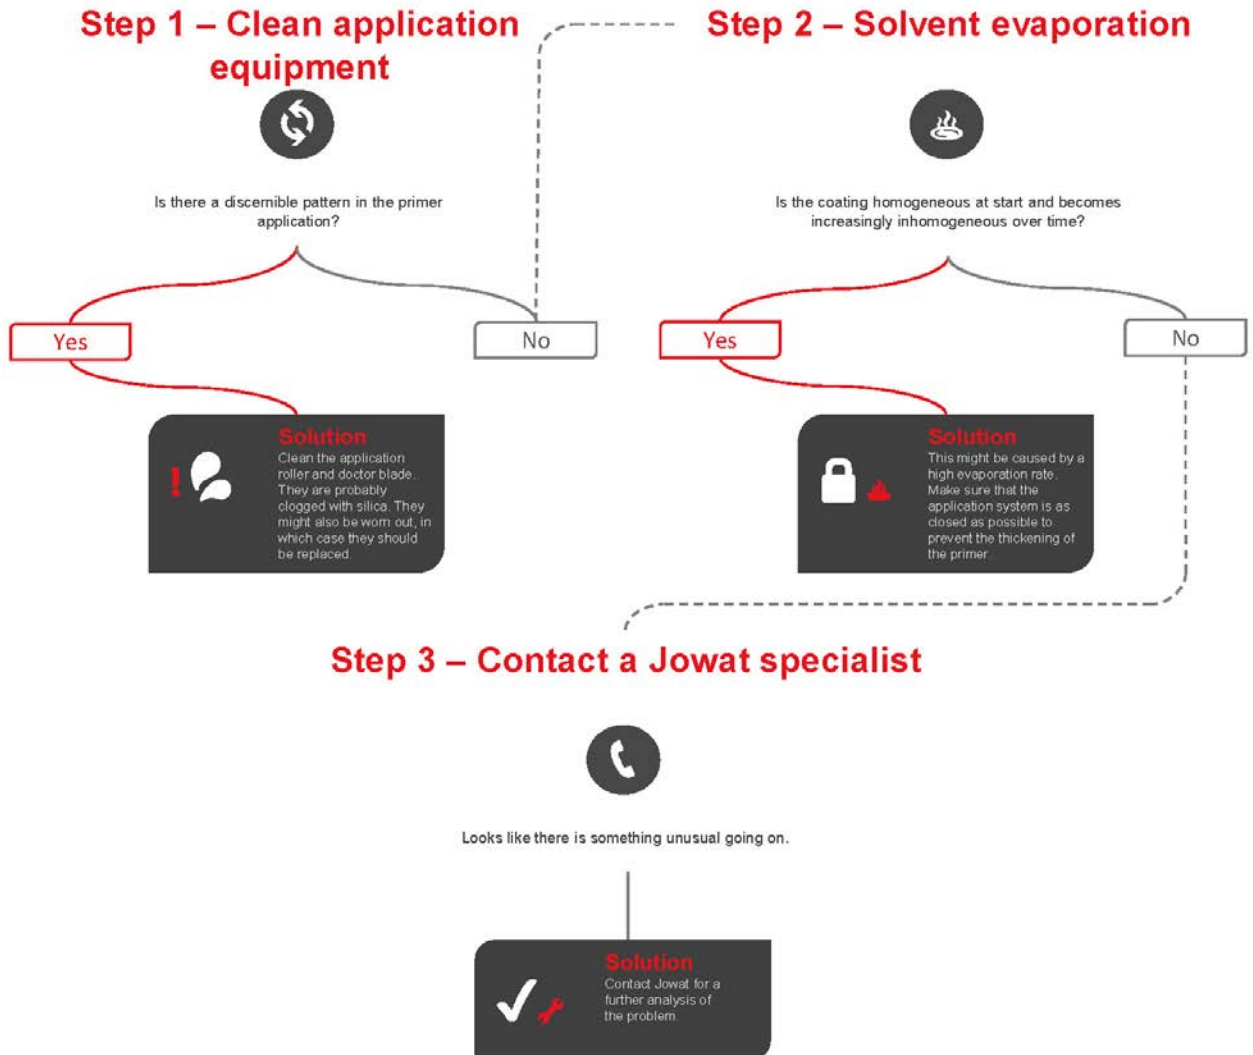 Step 1 – Clean application
equipment
Is there a discernible pattern in the primer
application?
Yes
No
Solution
Clean the application
roller and doctor blade.
They are probably
clogged with silica. They
might also be worn out, in
which case they should
be replaced.
Step 2 – Solvent evaporation
Is the coating homogeneous at start and becomes
increasingly inhomogeneous over time?
Yes
No
Solution
This might be caused by a
high evaporation rate.
Make sure that the
application system is as
closed as possible to
prevent the thickening of
the primer
Step 3 – Contact a Jowat specialist
Looks like there is something unusual going on.
Solution
Contact Jowat for a
further analysis of
the problem.